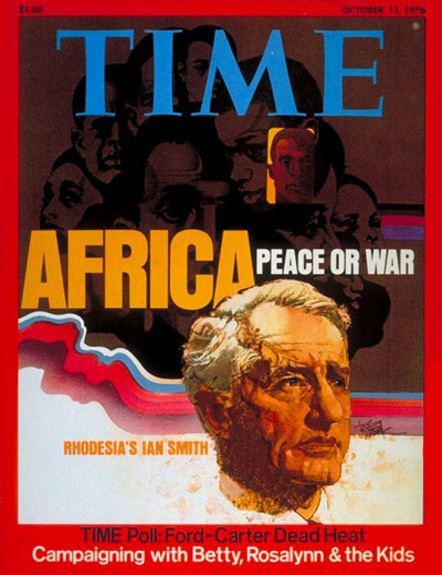 $1.00 OCTOBER 11, 1976
TIME
®
AFRICA PEACE OR WAR
RHODESIA'S IAN SMITH
TIME Poll: Ford-Carter Dead Heat
Campaigning with Betty, Rosalynn & the Kids